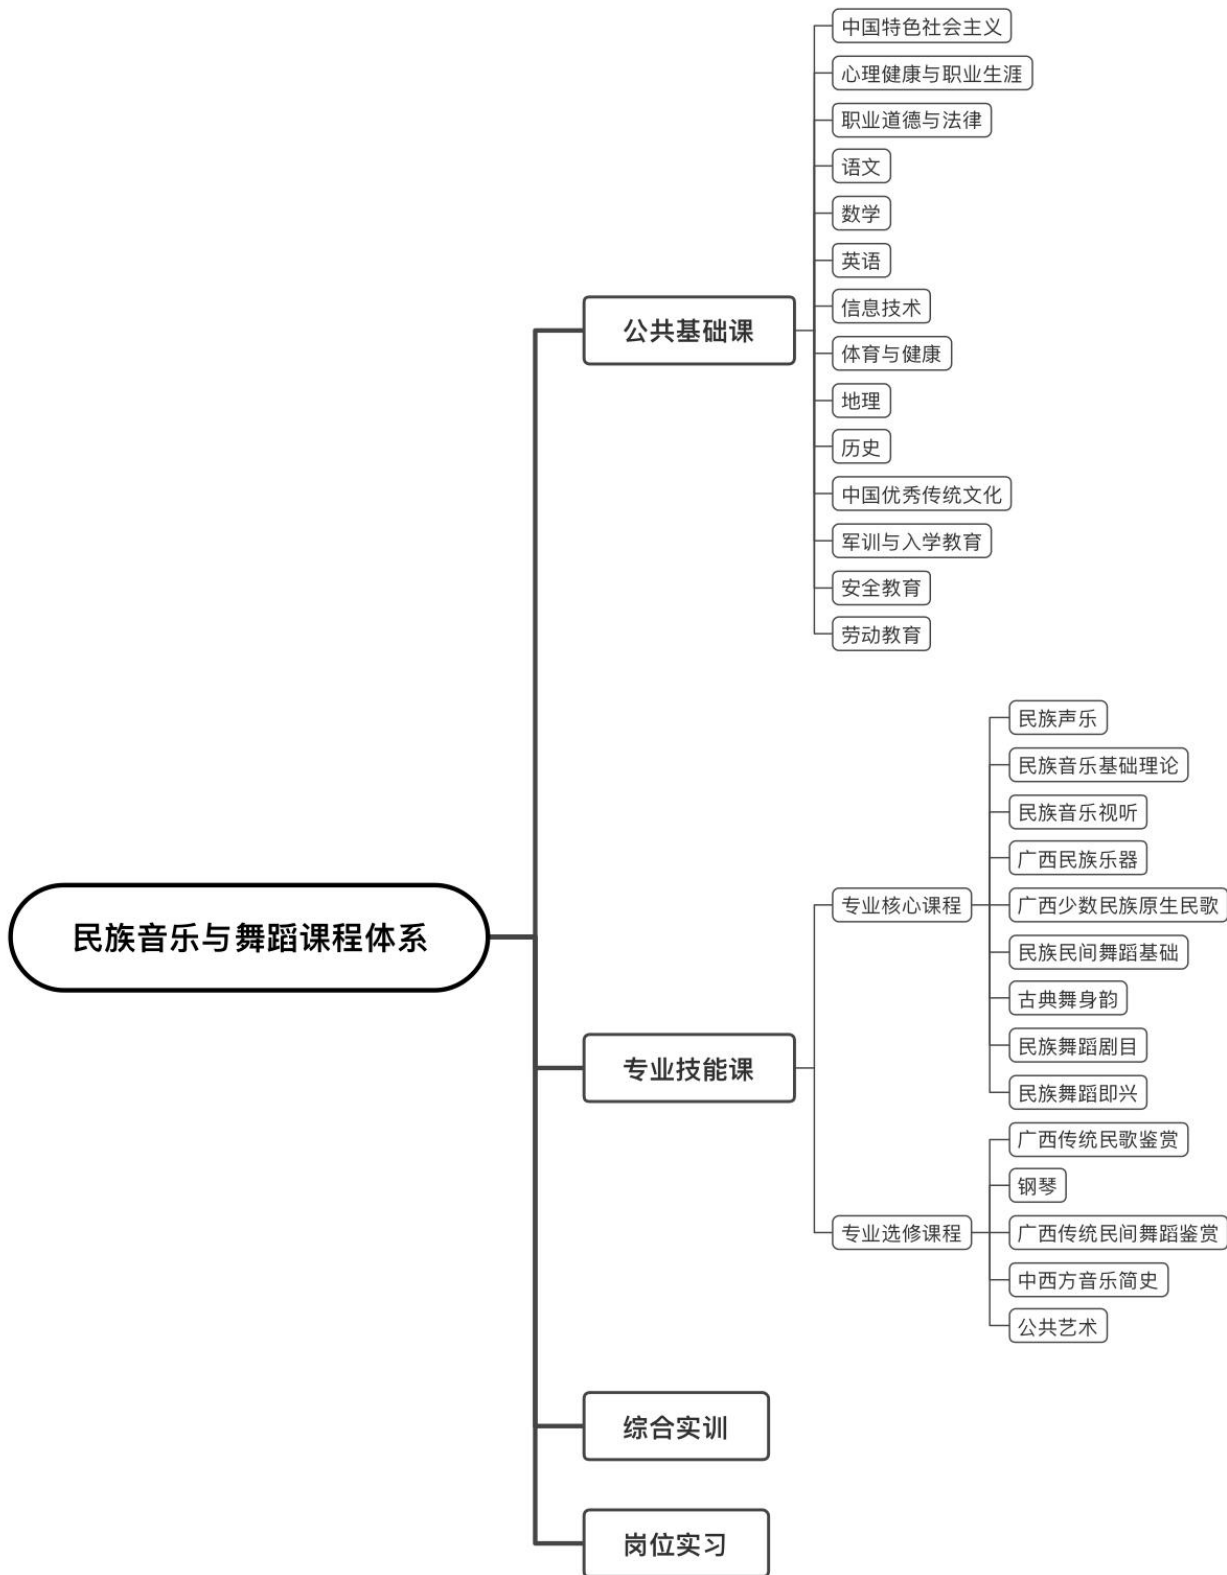 中国特色社会主义
心理健康与职业生涯
职业道德与法律
语文
数学
英语
信息技术
公共基础课
体育与健康
地理
历史
中国优秀传统文化
军训与入学教育
安全教育
劳动教育
民族声乐
民族音乐基础理论
民族音乐视听
广西民族乐器
专业核心课程
广西少数民族原生民歌
民族音乐与舞蹈课程体系
民族民间舞蹈基础
古典舞身韵
民族舞蹈剧目
专业技能课
民族舞蹈即兴
广西传统民歌鉴赏
钢琴
专业选修课程
广西传统民间舞蹈鉴赏
中西方音乐简史
公共艺术
综合实训
岗位实习